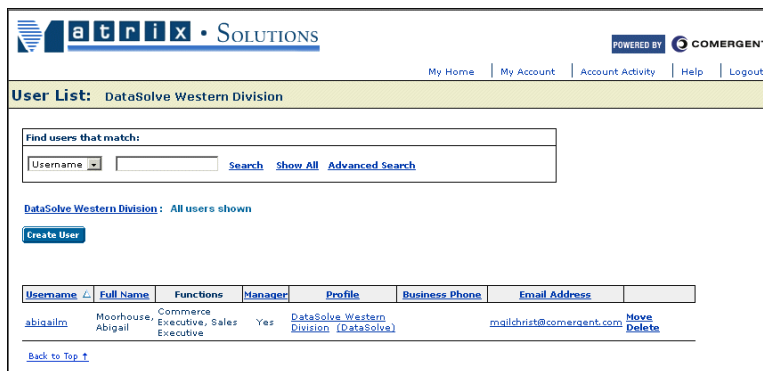 Matrix • SOLUTIONS
POWERED BY COMERGENT
My Home | My Account | Account Activity | Help | Logout
User List: DataSolve Western Division
Find users that match:
Username Search Show All Advanced Search
DataSolve Western Division : All users shown
Create User
Username Full Name Functions Manager Profile Business Phone Email Address
abigailm Moorhouse, Abigail Commerce Executive, Sales Executive Yes DataSolve Western Division (DataSolve) mgilchrist@comergent.com Move Delete
Back to Top ↑